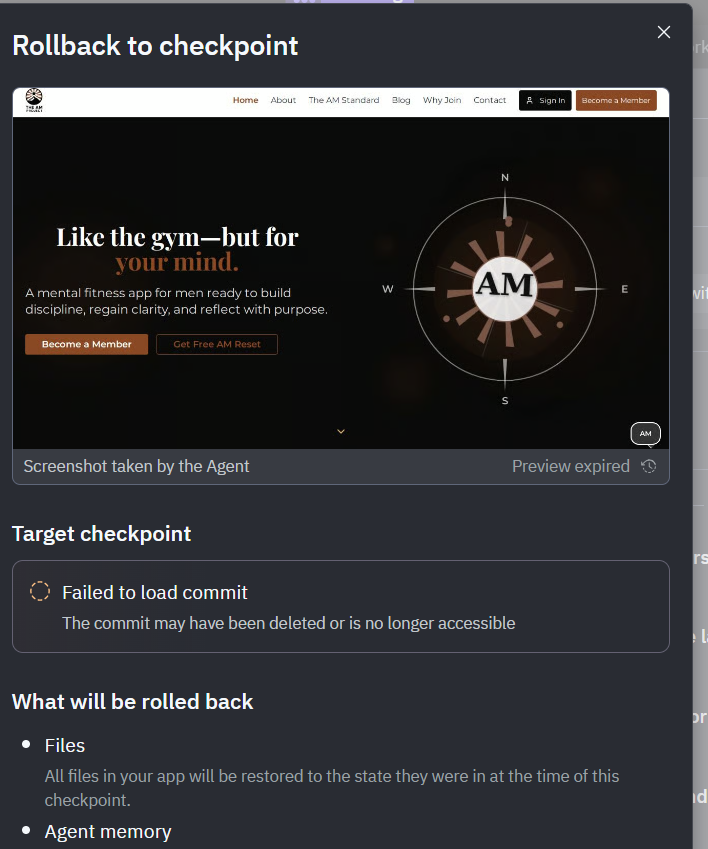 Rollback to checkpoint
THE AM
PROJECT
Home About The AM Standard Blog Why Join Contact Sign In Become a Member
N
Like the gym—but for
your mind.
W
AM
E
A mental fitness app for men ready to build
discipline, regain clarity, and reflect with purpose.
Become a Member Get Free AM Reset
S
AM
Screenshot taken by the Agent Preview expired
Target checkpoint
Failed to load commit
The commit may have been deleted or is no longer accessible
What will be rolled back
Files
All files in your app will be restored to the state they were in at the time of this
checkpoint.
Agent memory